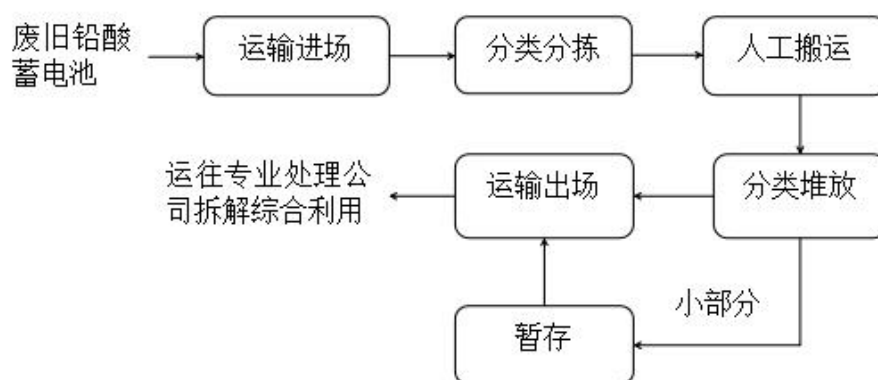 废旧铅酸
蓄电池
运输进场
分类分拣
人工搬运
运往专业处理公
司拆解综合利用
运输出场
分类堆放
小部分
暂存